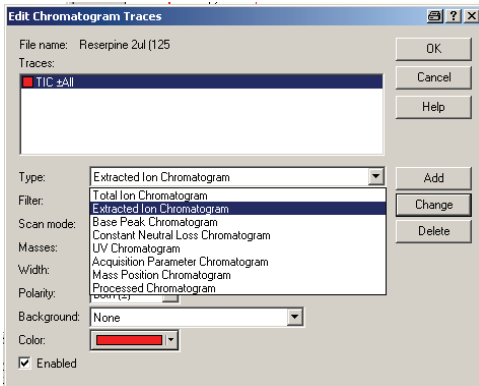 Edit Chromatogram Traces
File name: Reserpine 2ul (125
OK
Traces:
TIC ±All
Cancel
Help
Type: Extracted Ion Chromatogram
Add
Total Ion Chromatogram
Filter:
Extracted Ion Chromatogram
Change
Base Peak Chromatogram
Scan mode:
Constant Neutral Loss Chromatogram
Delete
UV Chromatogram
Masses:
Acquisition Parameter Chromatogram
Width:
Mass Position Chromatogram
Processed Chromatogram
Polarity: Both (±)
Background: None
Color:
Enabled